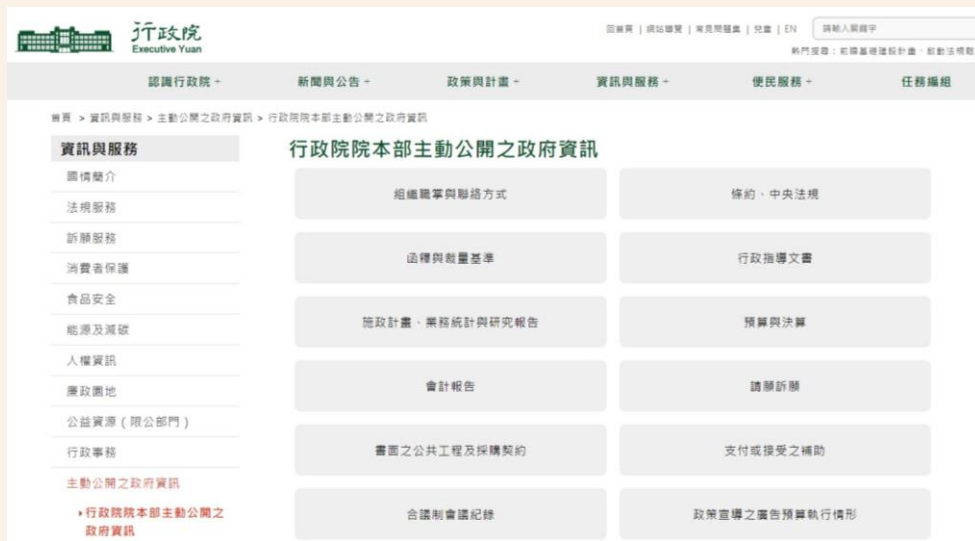 行政院
Executive Yuan
回首頁 | 網站導覽 | 常見問題集 | 兒童 | EN
請輸入關鍵字
熱門搜尋：前瞻基礎建設計畫、啟動法規鬆
認識行政院 +
新聞與公告 +
政策與計畫 +
資訊與服務 +
便民服務 +
任務編組
首頁 > 資訊與服務 > 主動公開之政府資訊 > 行政院院本部主動公開之政府資訊
資訊與服務
國情簡介
法規服務
訴願服務
消費者保護
食品安全
能源及減碳
人權資訊
廉政園地
公益資源 ( 限公部門 )
行政事務
主動公開之政府資訊
行政院院本部主動公開之
政府資訊
行政院院本部主動公開之政府資訊
組織職掌與聯絡方式
條約、中央法規
函釋與裁量基準
行政指導文書
施政計畫、業務統計與研究報告
預算與決算
會計報告
請願訴願
書面之公共工程及採購契約
支付或接受之補助
合議制會議紀錄
政策宣導之廣告預算執行情形